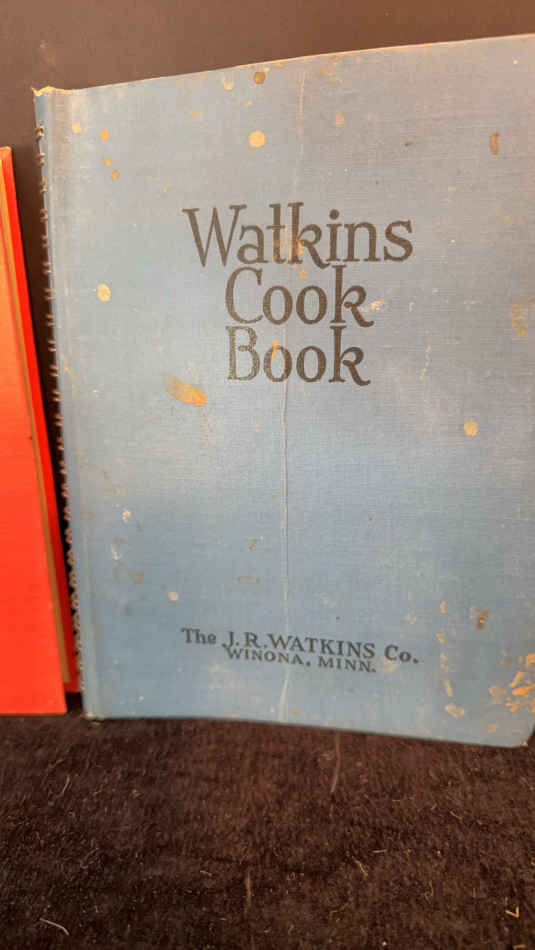 Watkins
Cook
Book
The J. R. WATKINS Co.
WINONA, MINN.